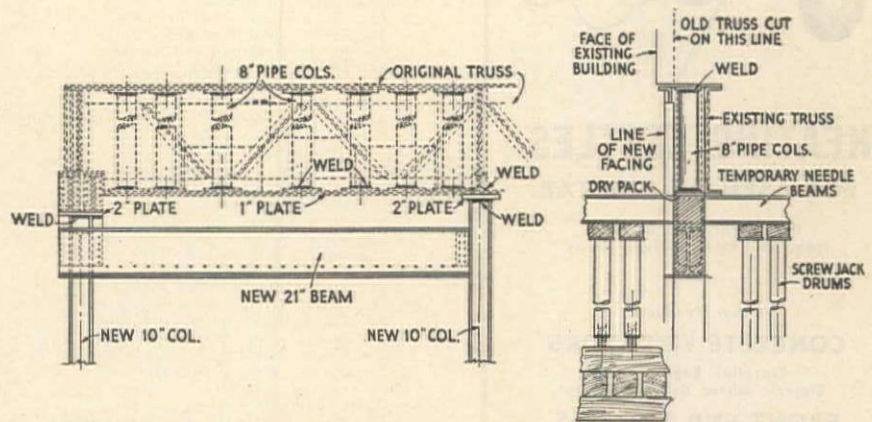 8" PIPE COLS.
ORIGINAL TRUSS
WELD
WELD
WELD
2" PLATE
1" PLATE
2" PLATE
WELD
NEW 21" BEAM
NEW 10" COL.
NEW 10" COL.
FACE OF
EXISTING
BUILDING
OLD TRUSS CUT
ON THIS LINE
WELD
EXISTING TRUSS
LINE
OF NEW
FACING
8" PIPE COLS.
DRY PACK
TEMPORARY NEEDLE
BEAMS
SCREW JACK
DRUMS